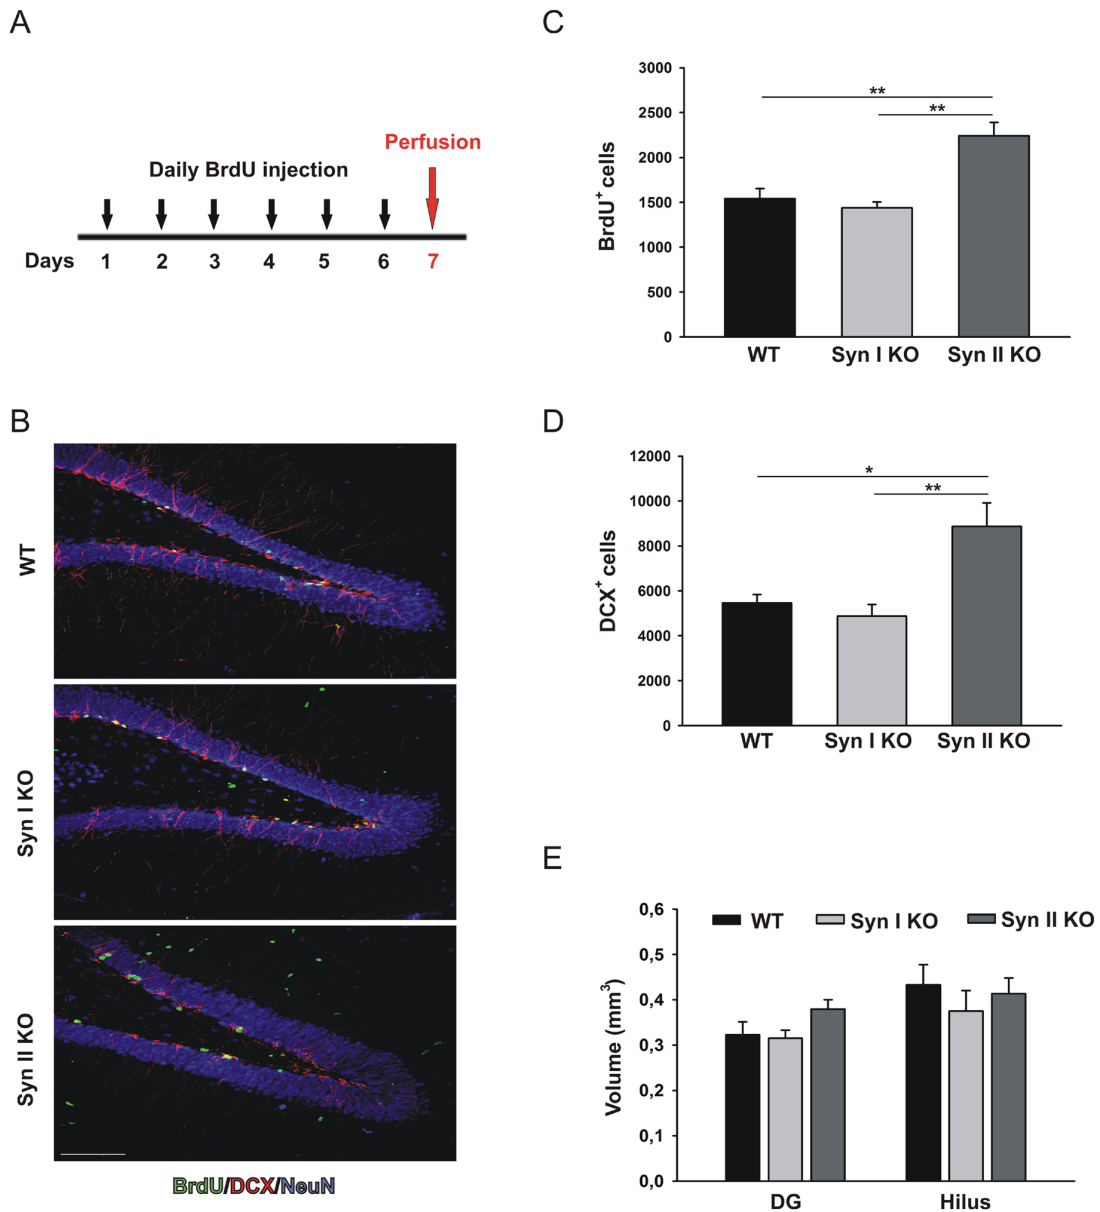 A
Perfusion
Daily BrdU injection
Days 1 2 3 4 5 6 7
B
WT
Syn I KO
Syn II KO
BrdU/DCX/NeuN
C
3000
2500
2000
1500
1000
500
0
BrdU+ cells
**
**
WT Syn I KO Syn II KO
D
12000
10000
8000
6000
4000
2000
0
DCX+ cells
*
**
WT Syn I KO Syn II KO
E
0,6
0,5
0,4
0,3
0,2
0,1
0,0
Volume (mm3)
WT Syn I KO Syn II KO
DG Hilus